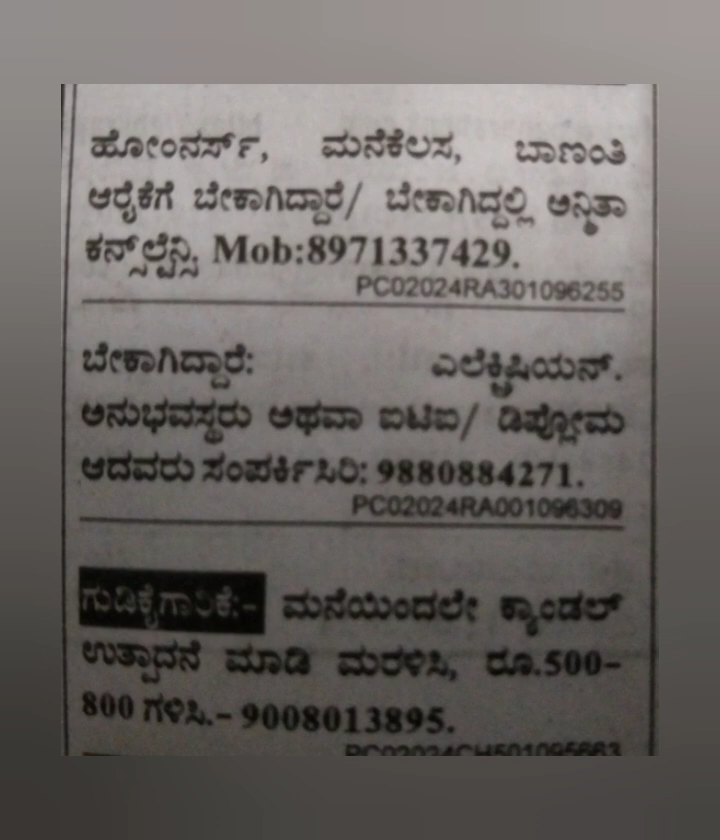 ಹೋಂನರ್ಸ್, ಮನೆಕೆಲಸ, ಬಾಣಂತಿ
ಆರೈಕೆಗೆ ಬೇಕಾಗಿದ್ದಾರೆ/ ಬೇಕಾಗಿದ್ದಲ್ಲಿ ಅನ್ವಿತಾ
ಕನ್ಸ್‌ಲ್ಟೆನ್ಸಿ Mob:8971337429.
PC02024RA301096255
ಬೇಕಾಗಿದ್ದಾರೆ: ಎಲೆಕ್ಟ್ರಿಷಿಯನ್.
ಅನುಭವಸ್ಥರು ಅಥವಾ ಐಟಿಐ/ ಡಿಪ್ಲೋಮ
ಆದವರು ಸಂಪರ್ಕಿಸಿರಿ: 9880884271.
PC02024RA001096309
ಗುಡಿಕೈಗಾರಿಕೆ:- ಮನೆಯಿಂದಲೇ ಕ್ಯಾಂಡಲ್
ಉತ್ಪಾದನೆ ಮಾಡಿ ಮರಳಿಸಿ, ರೂ.500-
800 ಗಳಿಸಿ.- 9008013895.
PC02024CH501095663